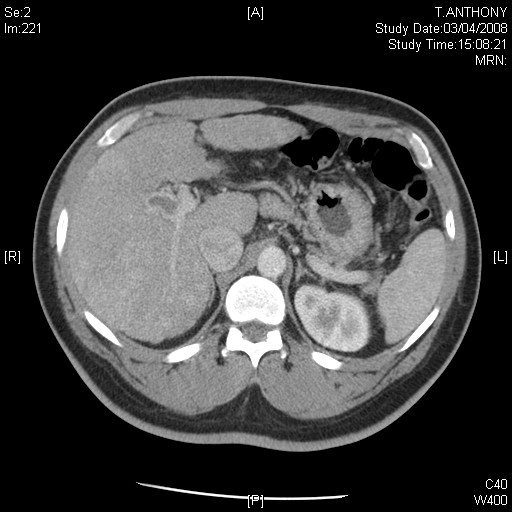 Se:2
Im:221
[A]
T.ANTHONY
Study Date:03/04/2008
Study Time:15:08:21
MRN:
[R]
[L]
[P]
C40
W400